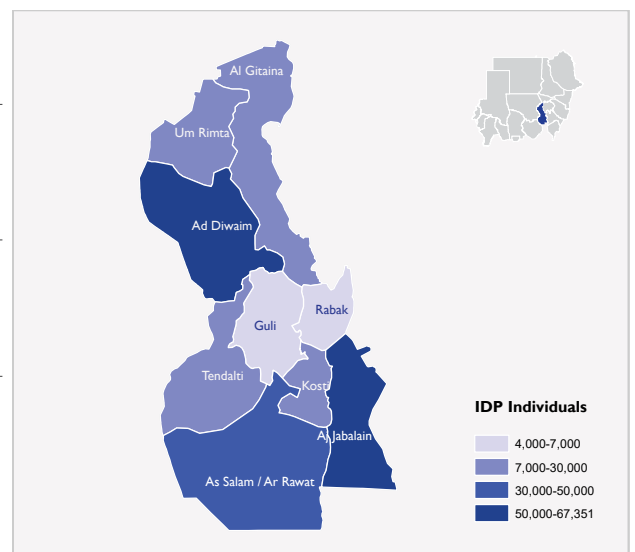 Al Gitaina
Um Rimta
Ad Diwaim
Rabak
Guli
Tendalti
Kosti
Aj Jabalain
As Salam / Ar Rawat
IDP Individuals
4,000-7,000
7,000-30,000
30,000-50,000
50,000-67,351